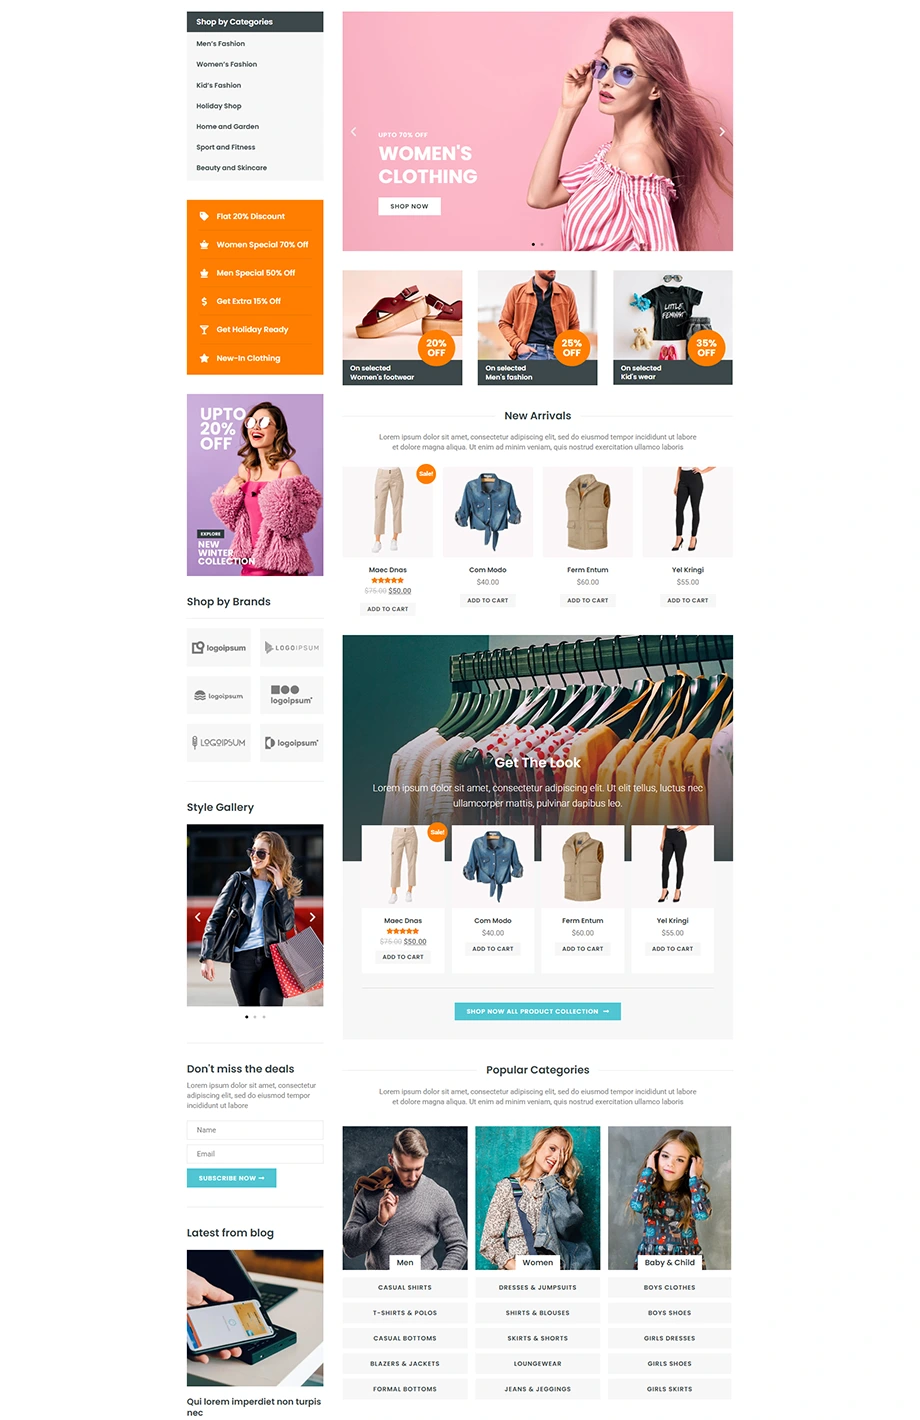 Shop by Categories
Men's Fashion
Women's Fashion
Kid's Fashion
Holiday Shop
Home and Garden
Sport and Fitness
Beauty and Skincare
Flat 20% Discount
Women Special 70% Off
Men Special 50% Off
Get Extra 15% Off
Get Holiday Ready
New-In Clothing
UPTO
20%
OFF
EXPLORE
NEW
WINTER
COLLECTION
Shop by Brands
logoipsum
LOGOIPSUM
logoipsum
logoipsum
LOGOIPSUM
logoipsum
Style Gallery
Don't miss the deals
Lorem ipsum dolor sit amet, consectetur
adipiscing elit, sed do eiusmod tempor
incididunt ut labore
Name
Email
SUBSCRIBE NOW
Latest from blog
Qui lorem imperdiet non turpis
nec
UPTO 70% OFF
WOMEN'S
CLOTHING
SHOP NOW
20%
OFF
On selected
Women's footwear
25%
OFF
On selected
Men's fashion
LITTLE
FEMINIST
35%
OFF
On selected
Kid's wear
New Arrivals
Lorem ipsum dolor sit amet, consectetur adipiscing elit, sed do eiusmod tempor incididunt ut labore
et dolore magna aliqua. Ut enim ad minim veniam, quis nostrud exercitation ullamco laboris
Sale!
Maec Dnas
$75.00 $50.00
ADD TO CART
Com Modo
$40.00
ADD TO CART
Ferm Entum
$60.00
ADD TO CART
Yel Kringi
$55.00
ADD TO CART
Get The Look
Lorem ipsum dolor sit amet, consectetur adipiscing elit. Ut elit tellus, luctus nec
ullamcorper mattis, pulvinar dapibus leo.
Sale!
Maec Dnas
$75.00 $50.00
ADD TO CART
Com Modo
$40.00
ADD TO CART
Ferm Entum
$60.00
ADD TO CART
Yel Kringi
$55.00
ADD TO CART
SHOP NOW ALL PRODUCT COLLECTION
Popular Categories
Lorem ipsum dolor sit amet, consectetur adipiscing elit, sed do eiusmod tempor incididunt ut labore
et dolore magna aliqua. Ut enim ad minim veniam, quis nostrud exercitation ullamco laboris
Men
CASUAL SHIRTS
T-SHIRTS & POLOS
CASUAL BOTTOMS
BLAZERS & JACKETS
FORMAL BOTTOMS
Women
DRESSES & JUMPSUITS
SHIRTS & BLOUSES
SKIRTS & SHORTS
LOUNGEWEAR
JEANS & JEGGINGS
Baby & Child
BOYS CLOTHES
BOYS SHOES
GIRLS DRESSES
GIRLS SHOES
GIRLS SKIRTS